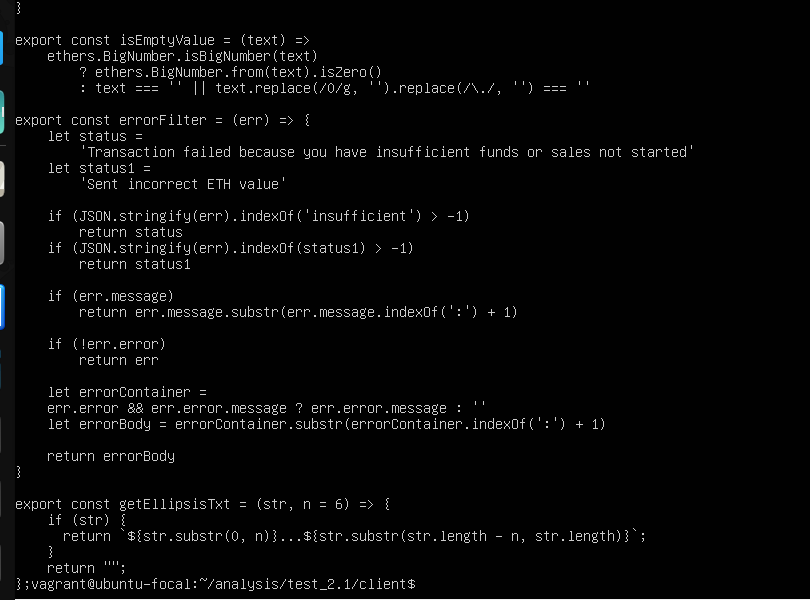 }
export const isEmptyValue = (text) =>
    ethers.BigNumber.isBigNumber(text)
        ? ethers.BigNumber.from(text).isZero()
        : text === '' || text.replace(/0/g, '').replace(/\./, '') === ''
export const errorFilter = (err) => {
    let status =
        'Transaction failed because you have insufficient funds or sales not started'
    let status1 =
        'Sent incorrect ETH value'
    if (JSON.stringify(err).indexOf('insufficient') > -1)
        return status
    if (JSON.stringify(err).indexOf(status1) > -1)
        return status1
    if (err.message)
        return err.message.substr(err.message.indexOf(':') + 1)
    if (!err.error)
        return err
    let errorContainer =
    err.error && err.error.message ? err.error.message : ''
    let errorBody = errorContainer.substr(errorContainer.indexOf(':') + 1)
    return errorBody
}
export const getEllipsisTxt = (str, n = 6) => {
    if (str) {
      return `${str.substr(0, n)}...${str.substr(str.length - n, str.length)}`;
    }
    return "";
};vagrant@ubuntu-focal:~/analysis/test_2.1/client$